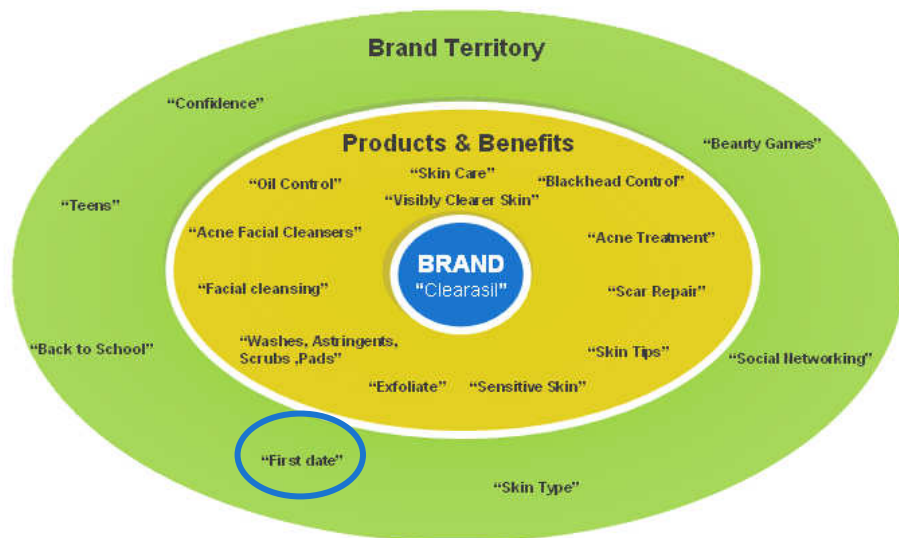 Brand Territory
“Confidence”
“Beauty Games”
Products & Benefits
“Skin Care”
“Oil Control”
“Blackhead Control”
“Visibly Clearer Skin”
“Teens”
“Acne Facial Cleansers”
“Acne Treatment”
BRAND
“Clearasil”
“Facial cleansing”
“Scar Repair”
“Washes, Astringents,
Scrubs ,Pads”
“Back to School”
“Skin Tips”
“Social Networking”
“Exfoliate”
“Sensitive Skin”
“First date”
“Skin Type”